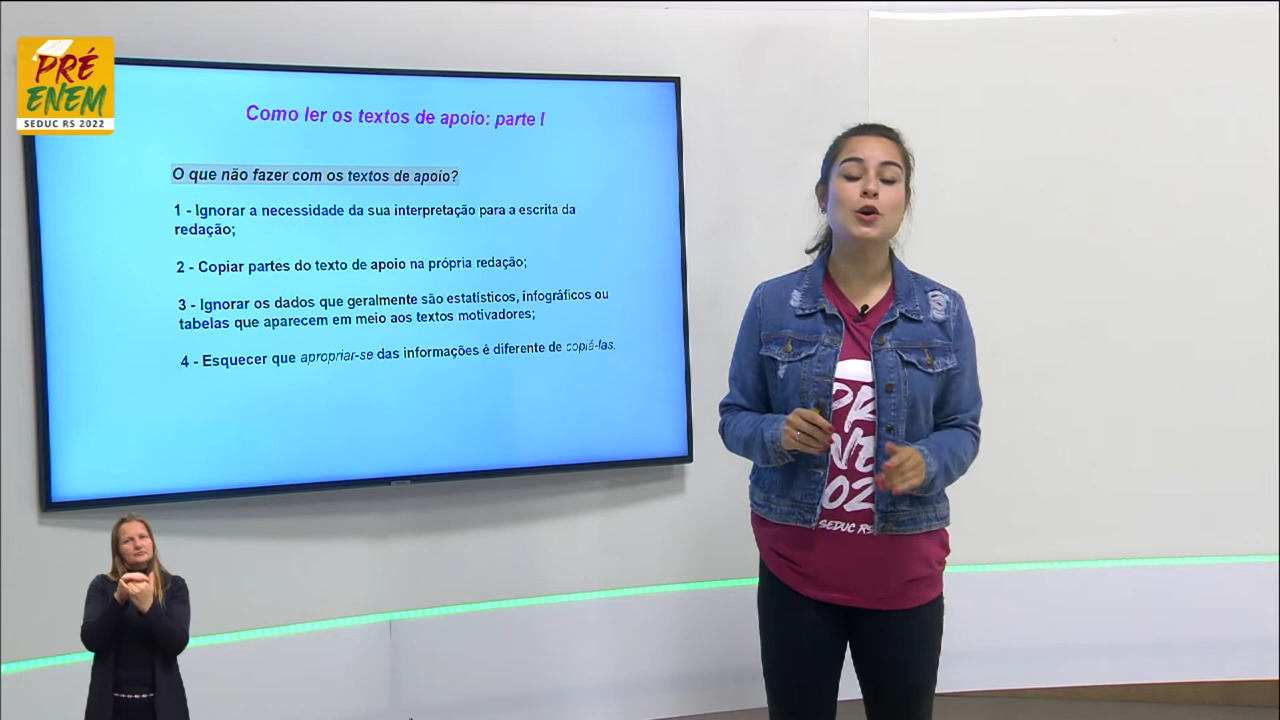 PRÉ
ENEM
SEDUC RS 2022
Como ler os textos de apoio: parte I
O que não fazer com os textos de apoio?
1 - Ignorar a necessidade da sua interpretação para a escrita da
redação;
2 - Copiar partes do texto de apoio na própria redação;
3 - Ignorar os dados que geralmente são estatísticos, infográficos ou
tabelas que aparecem em meio aos textos motivadores;
4 - Esquecer que apropriar-se das informações é diferente de copiá-las.
SEDUC RS